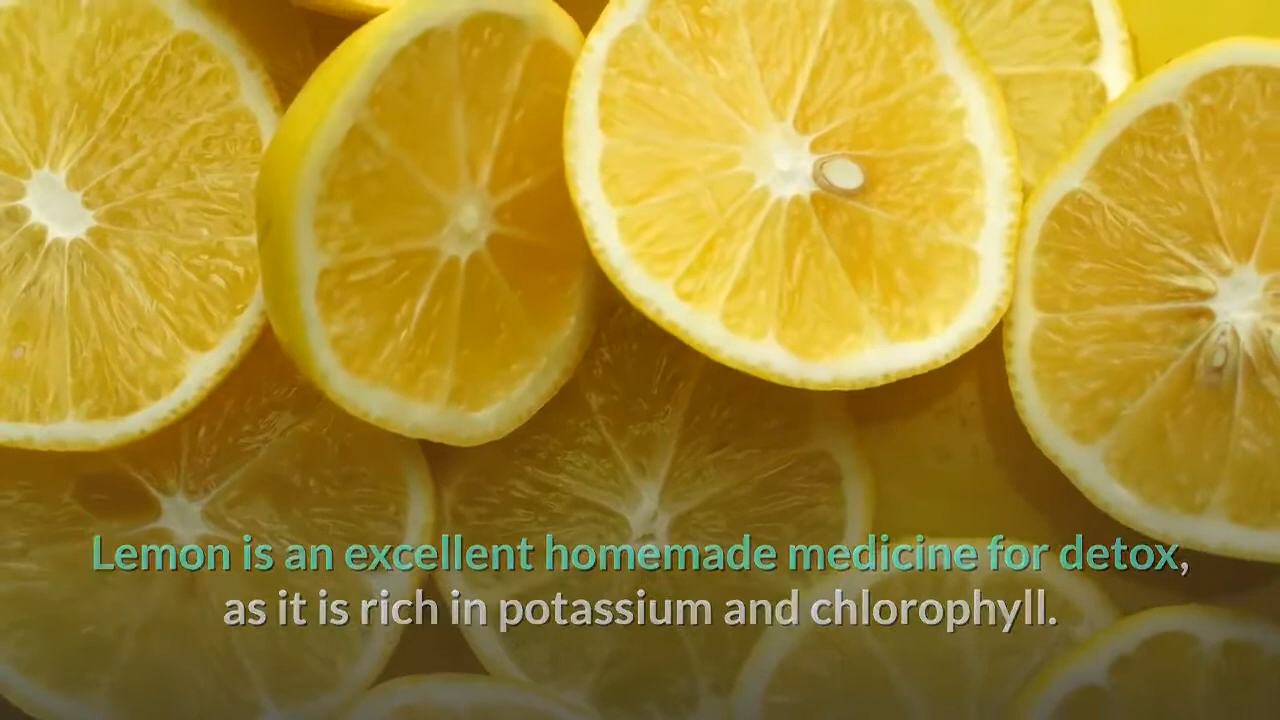 Lemon is an excellent homemade medicine for detox,
as it is rich in potassium and chlorophyll.